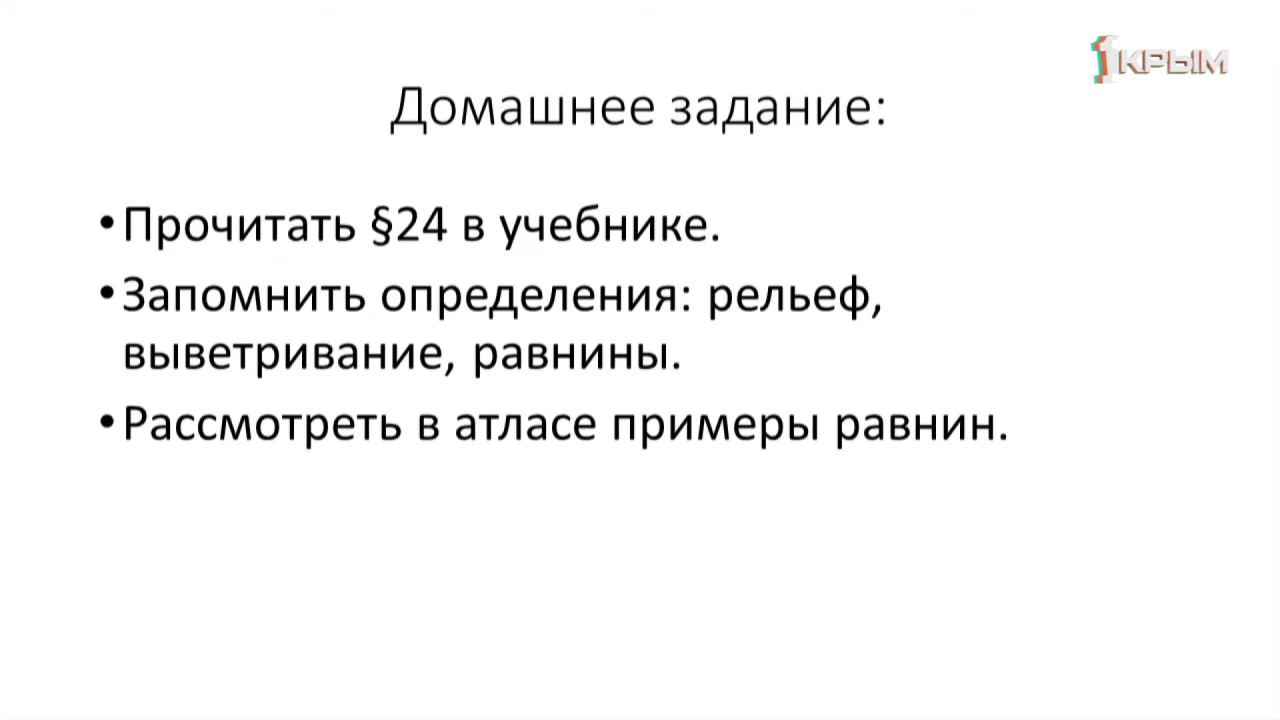 1КРЫМ
Домашнее задание:
• Прочитать §24 в учебнике.
• Запомнить определения: рельеф,
выветривание, равнины.
• Рассмотреть в атласе примеры равнин.